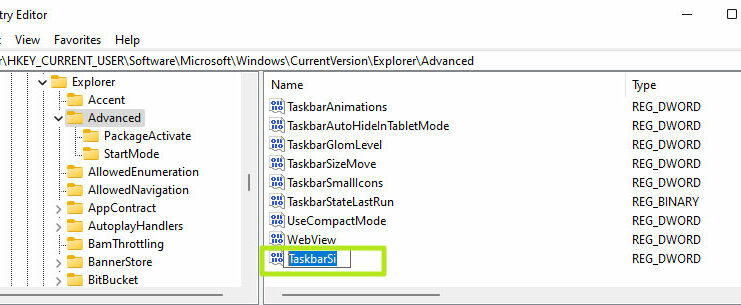 try Editor
View Favorites Help
r\HKEY_CURRENT_USER\Software\Microsoft\Windows\CurrentVersion\Explorer\Advanced
Explorer
Accent
Advanced
PackageActivate
StartMode
AllowedEnumeration
AllowedNavigation
AppContract
AutoplayHandlers
BamThrottling
BannerStore
BitBucket
Name Type
TaskbarAnimations REG_DWORD
TaskbarAutoHideInTabletMode REG_DWORD
TaskbarGlomLevel REG_DWORD
TaskbarSizeMove REG_DWORD
TaskbarSmallIcons REG_DWORD
TaskbarStateLastRun REG_BINARY
UseCompactMode REG_DWORD
WebView REG_DWORD
TaskbarSi REG_DWORD